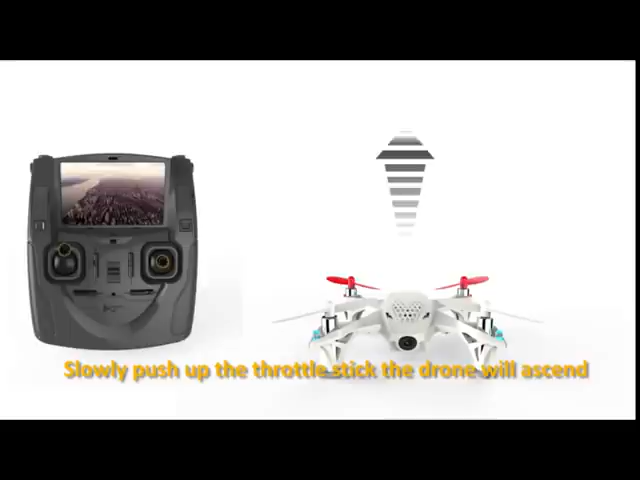 Slowly push up the throttle stick the drone will ascend